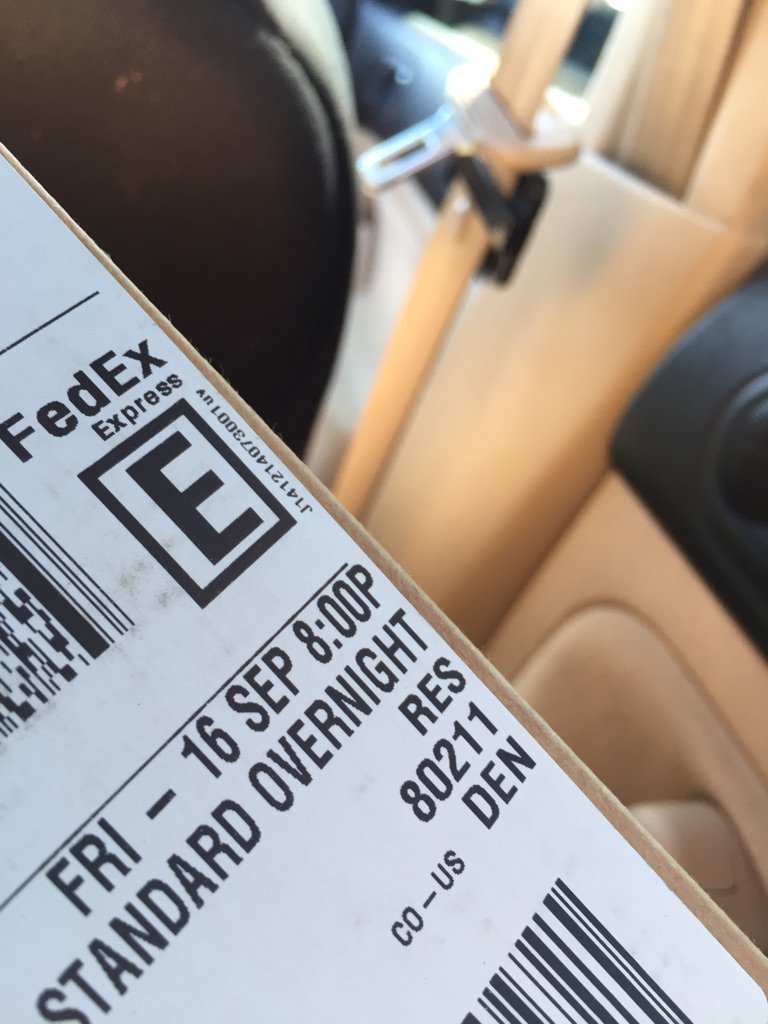 FedEx
Express
E
J141214073001uv
FRI - 16 SEP 8:00P
STANDARD OVERNIGHT
RES
80211
CO-US DEN